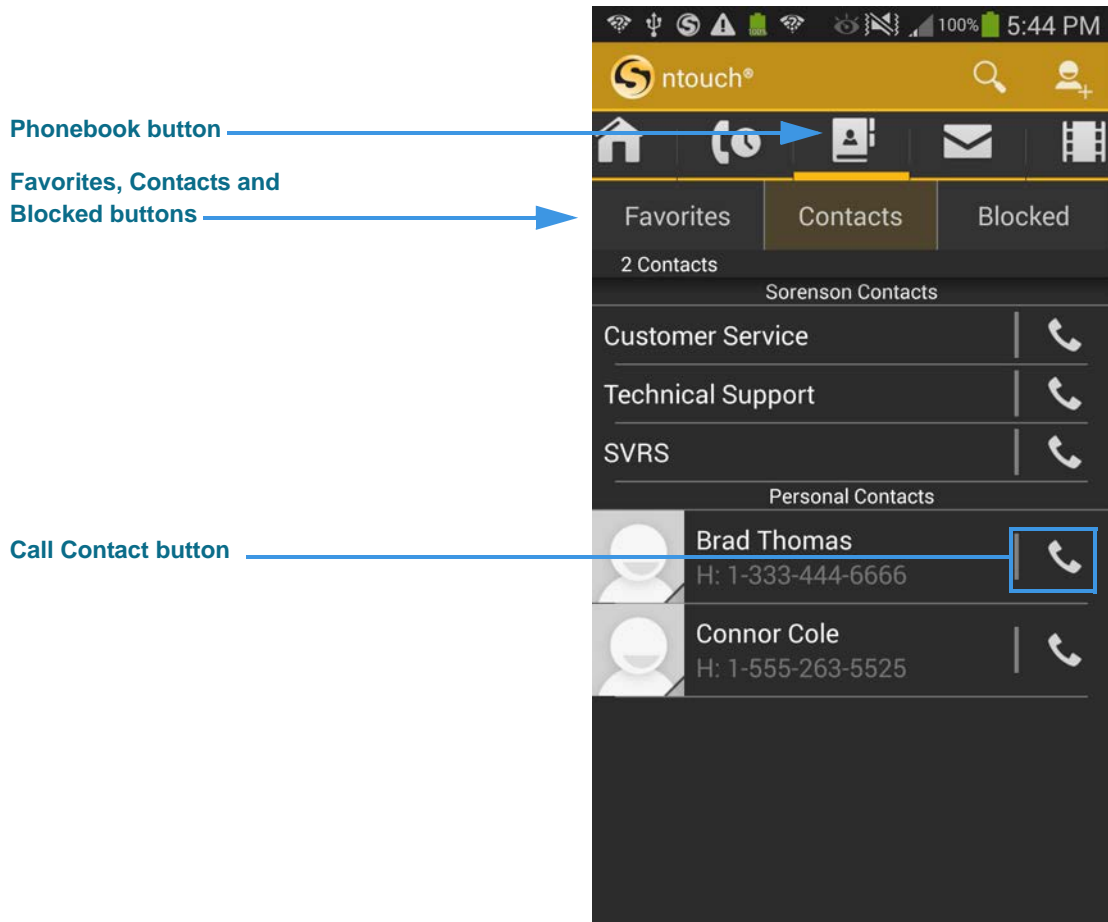 100% 5:44 PM
100%
ntouch®
Phonebook button
Favorites, Contacts and
Blocked buttons
Favorites Contacts Blocked
2 Contacts
Sorenson Contacts
Customer Service
Technical Support
SVRS
Personal Contacts
Call Contact button
Brad Thomas
H: 1-333-444-6666
Connor Cole
H: 1-555-263-5525